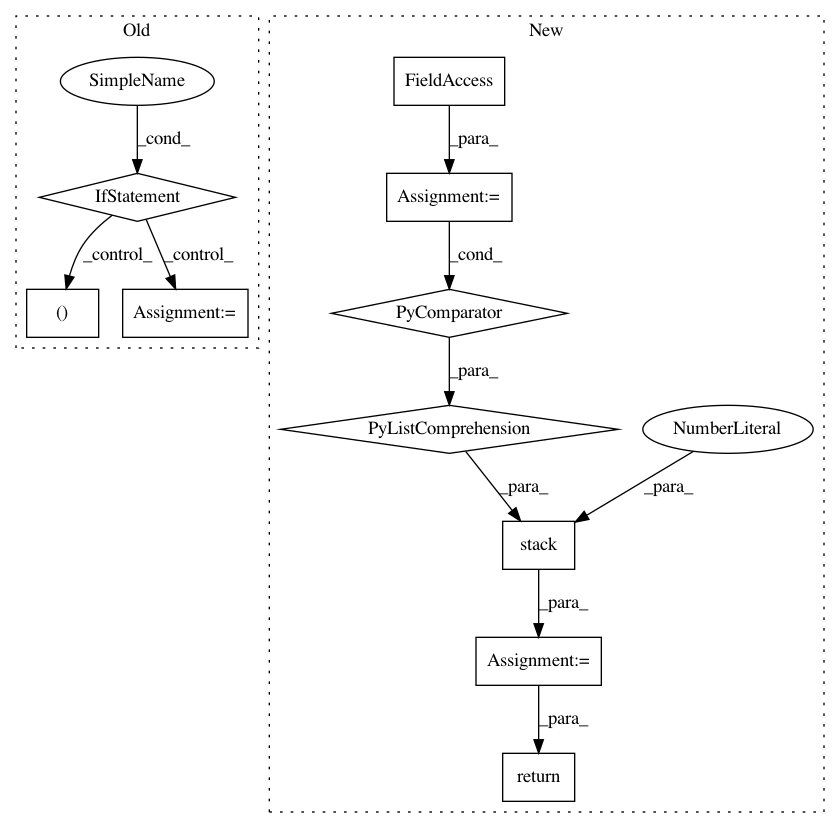 Old
New
SimpleName
_cond_
IfStatement
_control_
_control_
()
Assignment:=
FieldAccess
_para_
Assignment:=
_cond_
PyComparator
_para_
PyListComprehension
NumberLiteral
_para_
_para_
stack
_para_
Assignment:=
_para_
return